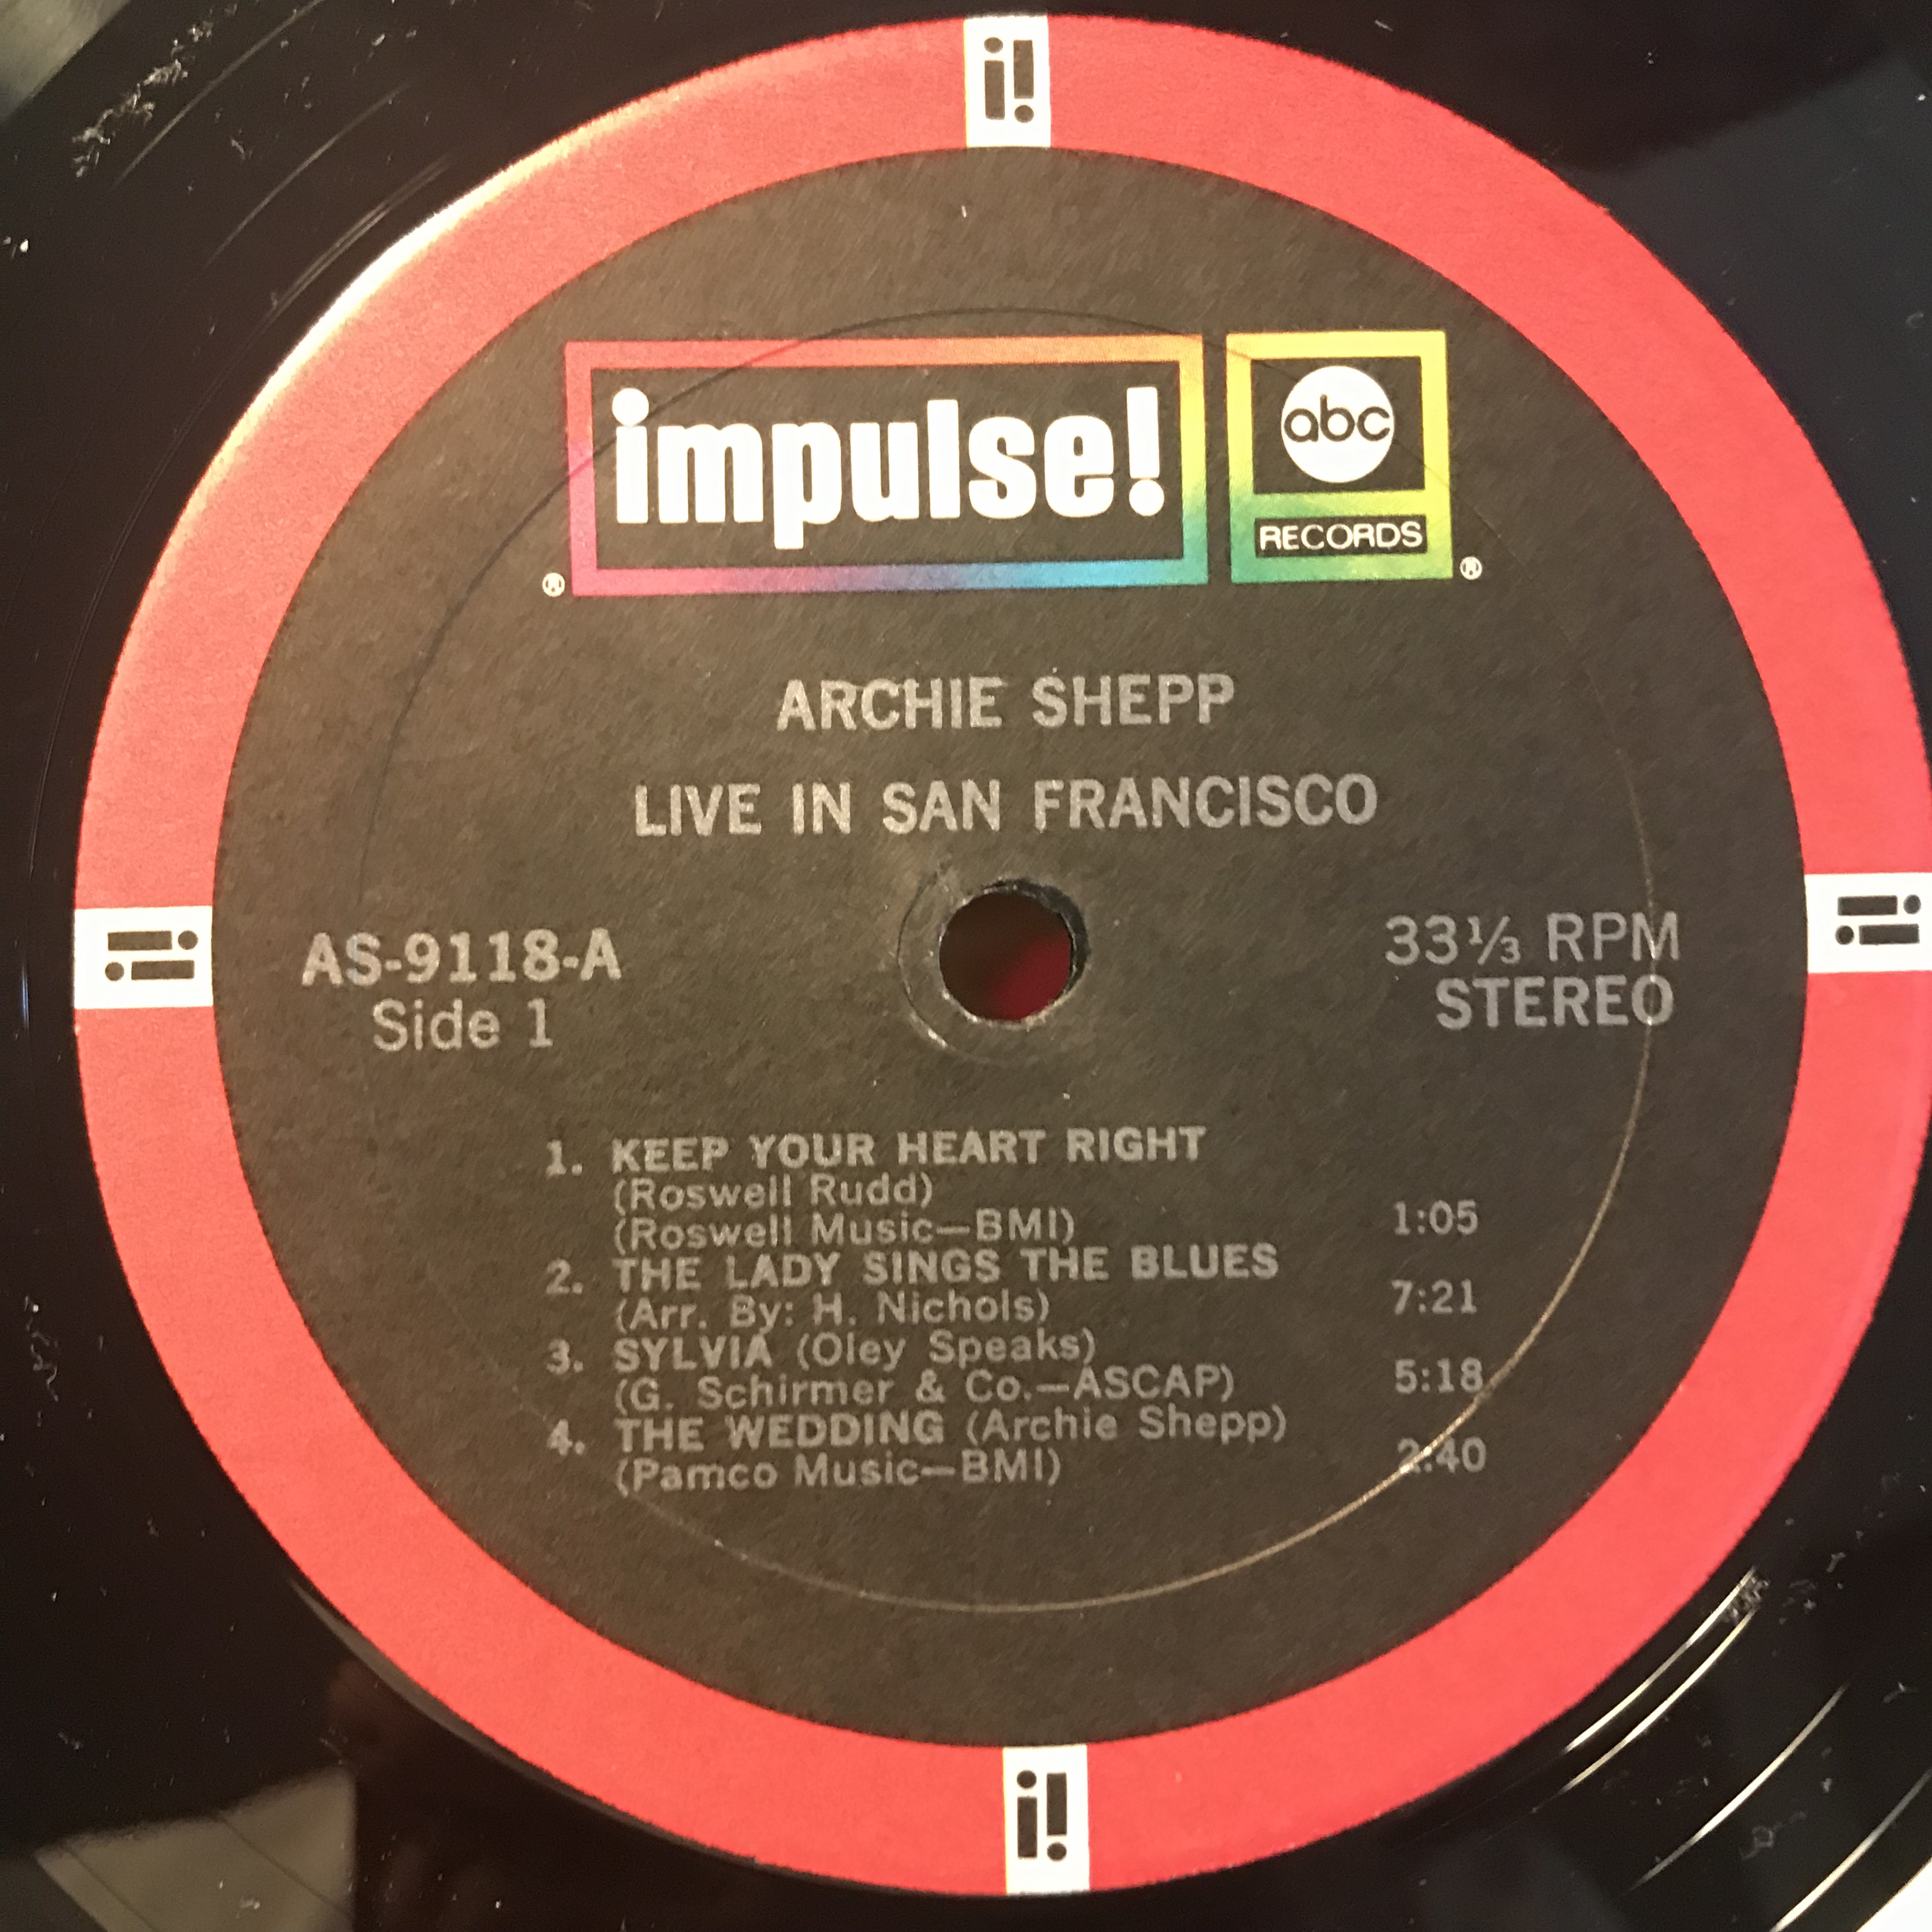 i!
impulse!
abc
RECORDS
®
®
ARCHIE SHEPP
LIVE IN SAN FRANCISCO
i!
i!
AS-9118-A
Side 1
33⅓ RPM
STEREO
1. KEEP YOUR HEART RIGHT
(Roswell Rudd)
(Roswell Music—BMI) 1:05
2. THE LADY SINGS THE BLUES
(Arr. By: H. Nichols) 7:21
3. SYLVIA (Oley Speaks)
(G. Schirmer & Co.—ASCAP) 5:18
4. THE WEDDING (Archie Shepp)
(Pamco Music—BMI) 2:40
i!